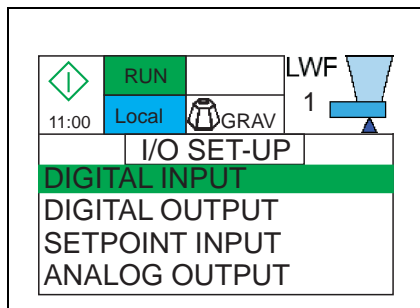 RUN
LWF
11:00
Local
GRAV
1
I/O SET-UP
DIGITAL INPUT
DIGITAL OUTPUT
SETPOINT INPUT
ANALOG OUTPUT